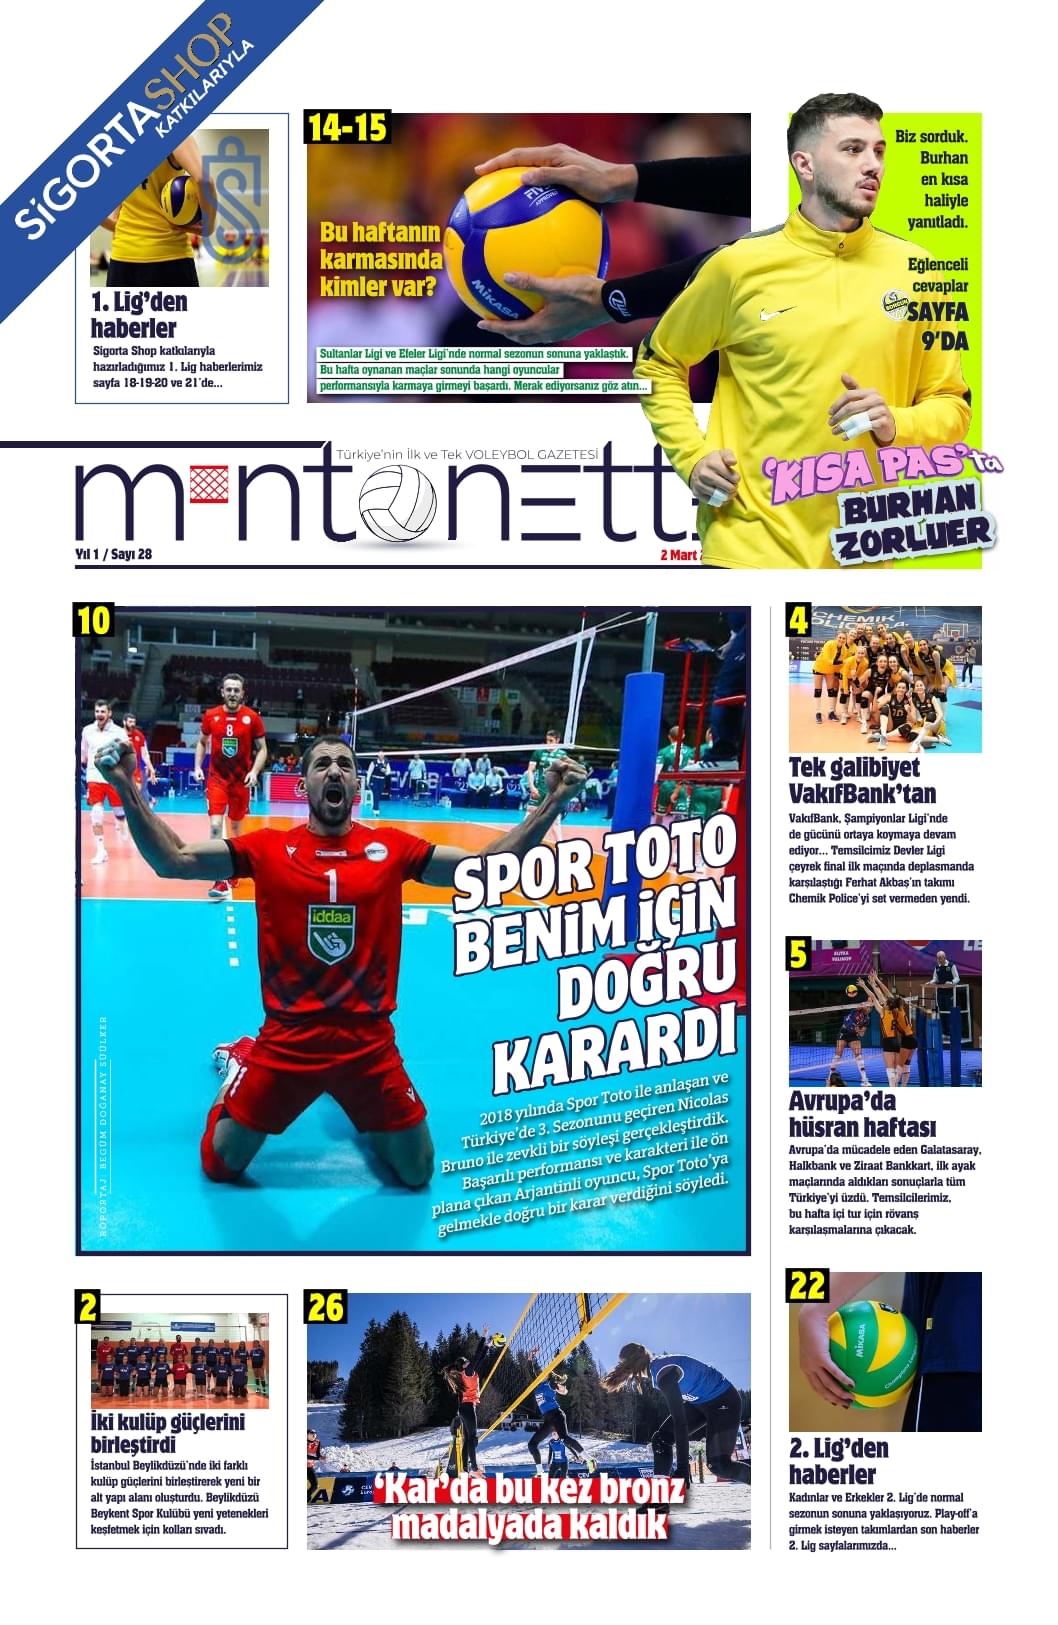 SiGORTASHOP
KATKILARIYLA
1. Lig'den
haberler
Sigorta Shop katkılarıyla
hazırladığımız 1. Lig haberlerimiz
sayfa 18-19-20 ve 21'de...
14-15
Bu haftanın
karmasında
kimler var?
MIKASA
Sultanlar Ligi ve Efeler Ligi'nde normal sezonun sonuna yaklaştık.
Bu hafta oynanan maçlar sonunda hangi oyuncular
performansıyla karmaya girmeyi başardı. Merak ediyorsanız göz atın...
Biz sorduk.
Burhan
en kısa
haliyle
yanıtladı.
Eğlenceli
cevaplar
SAYFA
9'DA
'KISA PAS'ta
BURHAN
ZORLUER
Türkiye'nin İlk ve Tek VOLEYBOL GAZETESİ
mintonette
Yıl 1 / Sayı 28
2 Mart
10
8
1
iddaa
SPOR TOTO
BENiM iÇiN
DOĞRU
KARARDI
2018 yılında Spor Toto ile anlaşan ve
Türkiye'de 3. Sezonunu geçiren Nicolas
Bruno ile zevkli bir söyleşi gerçekleştirdik.
Başarılı performansı ve karakteri ile ön
plana çıkan Arjantinli oyuncu, Spor Toto'ya
gelmekle doğru bir karar verdiğini söyledi.
RÖPORTAJ: BEGÜM DOĞANAY SÜÜLKER
4
CHEMIK
Tek galibiyet
VakıfBank'tan
VakıfBank, Şampiyonlar Ligi'nde
de gücünü ortaya koymaya devam
ediyor... Temsilcimiz Devler Ligi
çeyrek final ilk maçında deplasmanda
karşılaştığı Ferhat Akbaş'ın takımı
Chemik Police'yi set vermeden yendi.
5
Avrupa'da
hüsran haftası
Avrupa'da mücadele eden Galatasaray,
Halkbank ve Ziraat Bankkart, ilk ayak
maçlarında aldıkları sonuçlarla tüm
Türkiye'yi üzdü. Temsilcilerimiz,
bu hafta içi tur için rövanş
karşılaşmalarına çıkacak.
2
İki kulüp güçlerini
birleştirdi
İstanbul Beylikdüzü'nde iki farklı
kulüp güçlerini birleştirerek yeni bir
alt yapı alanı oluşturdu. Beylikdüzü
Beykent Spor Kulübü yeni yetenekleri
keşfetmek için kolları sıvadı.
26
'Kar'da bu kez bronz
madalyada kaldık
22
MIKASA
Champions League
2. Lig'den
haberler
Kadınlar ve Erkekler 2. Lig'de normal
sezonun sonuna yaklaşıyoruz. Play-off'a
girmek isteyen takımlardan son haberler
2. Lig sayfalarımızda...